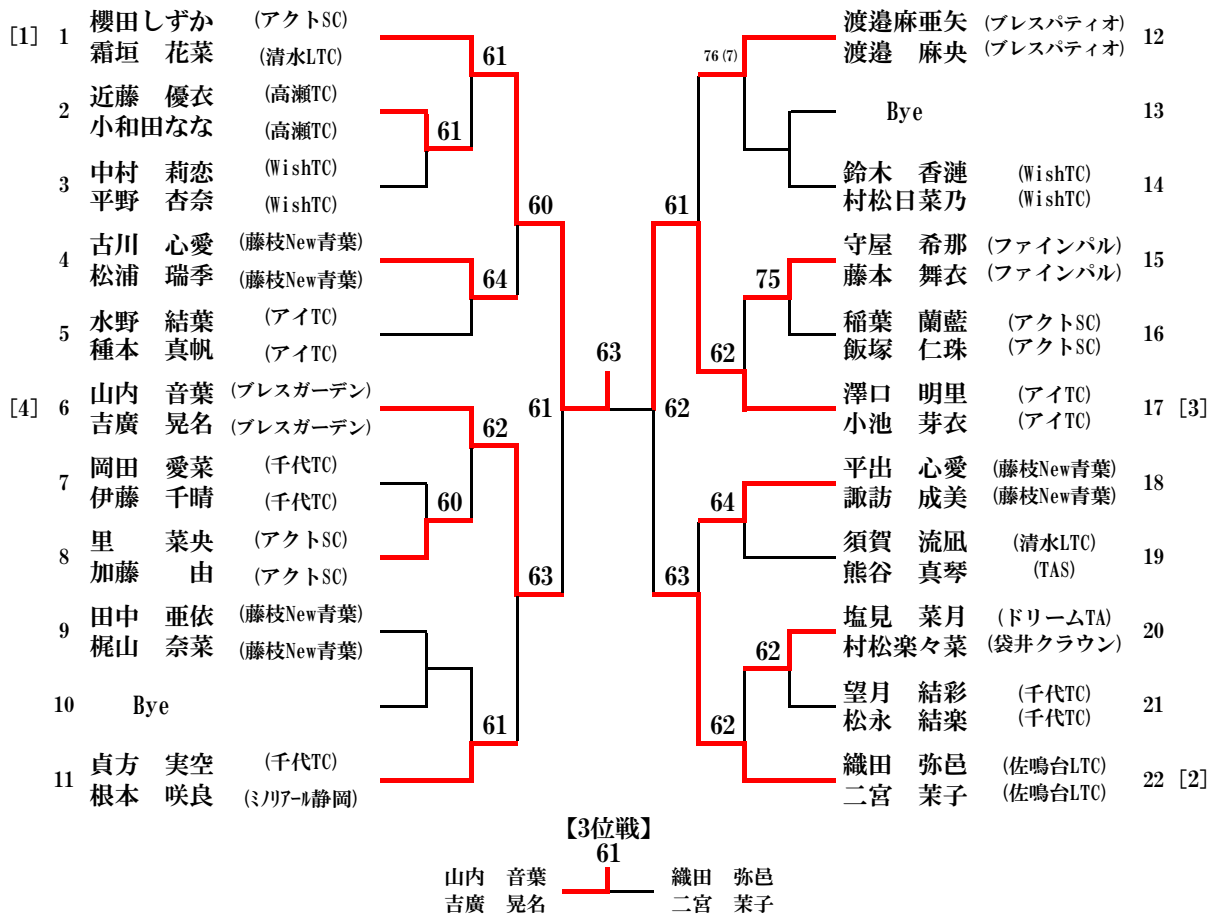 [1] 1 櫻田しずか (アクトSC)
霜垣 花菜 (清水LTC)
2 近藤 優衣 (高瀬TC)
小和田なな (高瀬TC)
3 中村 莉恋 (WishTC)
平野 杏奈 (WishTC)
4 古川 心愛 (藤枝New青葉)
松浦 瑞季 (藤枝New青葉)
5 水野 結葉 (アイTC)
種本 真帆 (アイTC)
[4] 6 山内 音葉 (ブレスガーデン)
吉廣 晃名 (ブレスガーデン)
7 岡田 愛菜 (千代TC)
伊藤 千晴 (千代TC)
8 里 菜央 (アクトSC)
加藤 由 (アクトSC)
9 田中 亜依 (藤枝New青葉)
梶山 奈菜 (藤枝New青葉)
10 Bye
11 貞方 実空 (千代TC)
根本 咲良 (ミノリアール静岡)
61
61
60
64
63
61
62
60
63
61
76(7)
61
75
62
62
64
63
62
62
渡邉麻亜矢 (ブレスパティオ) 12
渡邉 麻央 (ブレスパティオ)
Bye 13
鈴木 香漣 (WishTC) 14
村松日菜乃 (WishTC)
守屋 希那 (ファインパル) 15
藤本 舞衣 (ファインパル)
稲葉 蘭藍 (アクトSC) 16
飯塚 仁珠 (アクトSC)
澤口 明里 (アイTC) 17 [3]
小池 芽衣 (アイTC)
平出 心愛 (藤枝New青葉) 18
諏訪 成美 (藤枝New青葉)
須賀 流凪 (清水LTC) 19
熊谷 真琴 (TAS)
塩見 菜月 (ドリームTA) 20
村松楽々菜 (袋井クラウン)
望月 結彩 (千代TC) 21
松永 結楽 (千代TC)
織田 弥邑 (佐鳴台LTC) 22 [2]
二宮 茉子 (佐鳴台LTC)
【3位戦】
61
山内 音葉 織田 弥邑
吉廣 晃名 二宮 茉子